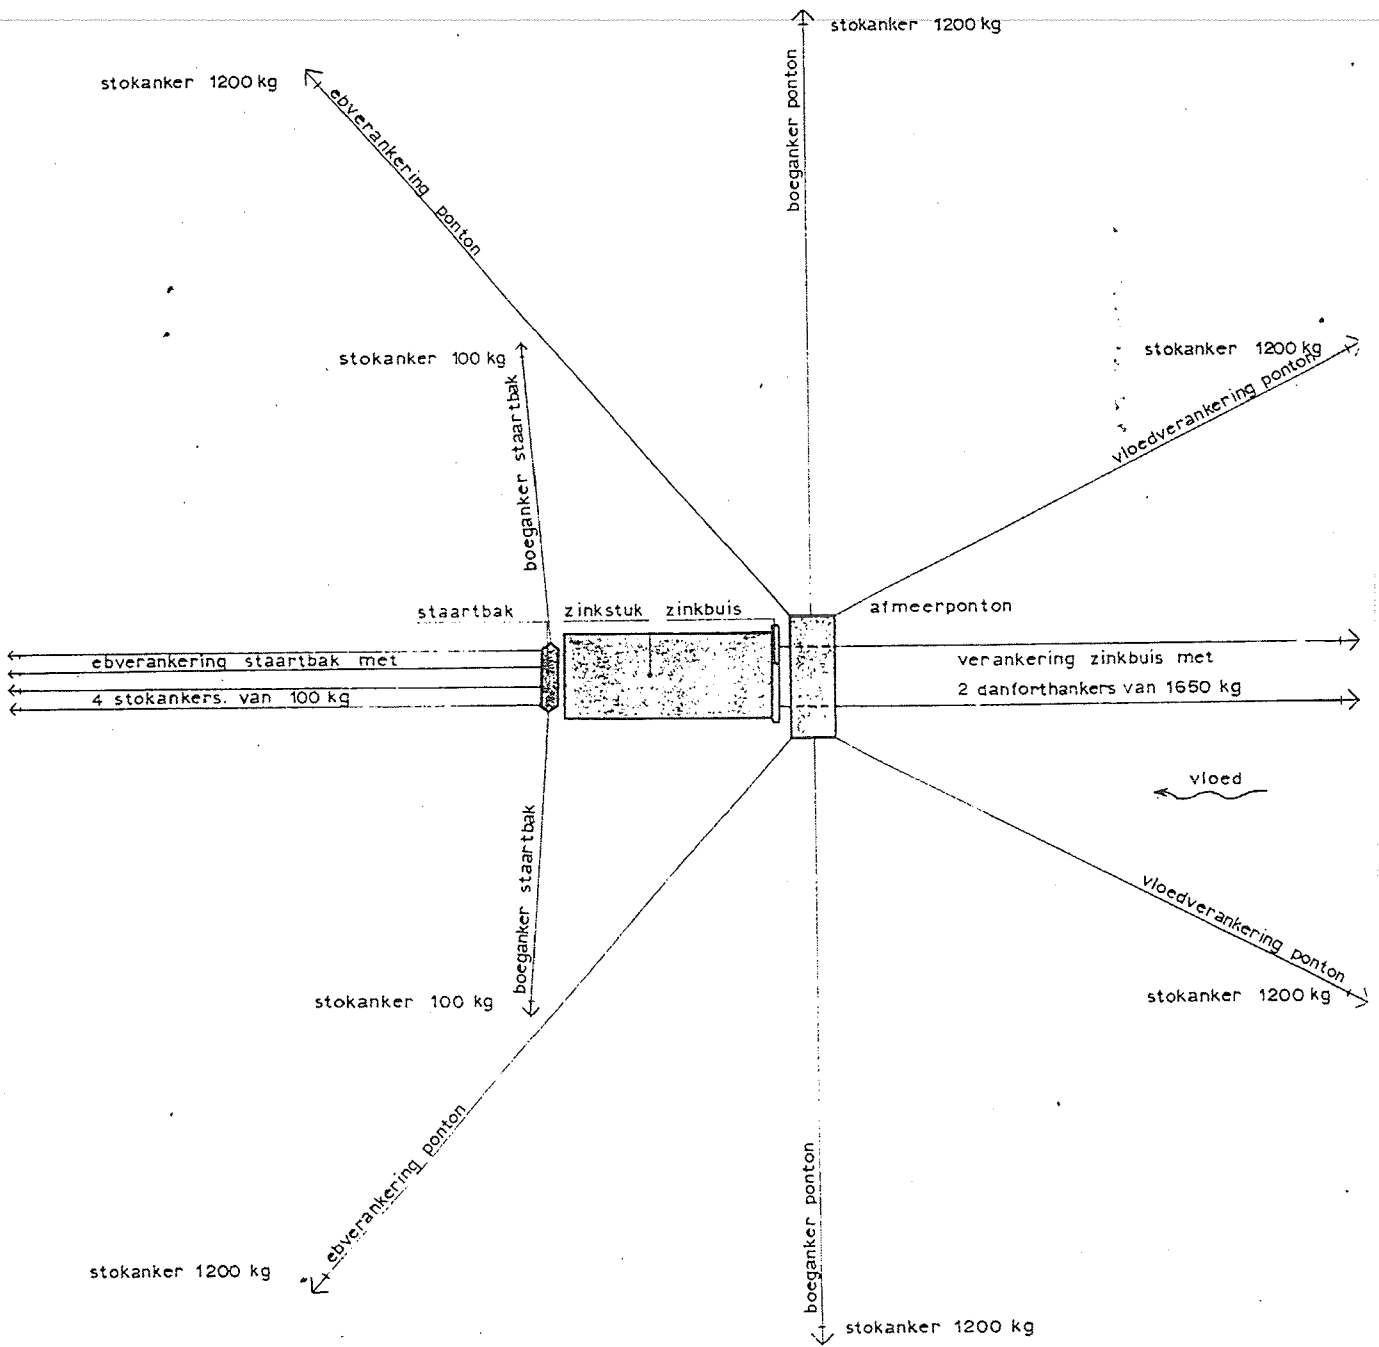 stokanker 1200 kg
stokanker 1200 kg
ebverankering ponton
boeganker ponton
stokanker 100 kg
boeganker staartbak
stokanker 1200 kg
vloedverankering ponton
staartbak
zinkstuk
zinkbuis
afmeerponton
ebverankering staartbak met
4 stokankers. van 100 kg
verankering zinkbuis met
2 danforthankers van 1650 kg
vloed
boeganker staartbak
stokanker 100 kg
vloedverankering ponton
stokanker 1200 kg
ebverankering ponton
stokanker 1200 kg
boeganker ponton
stokanker 1200 kg